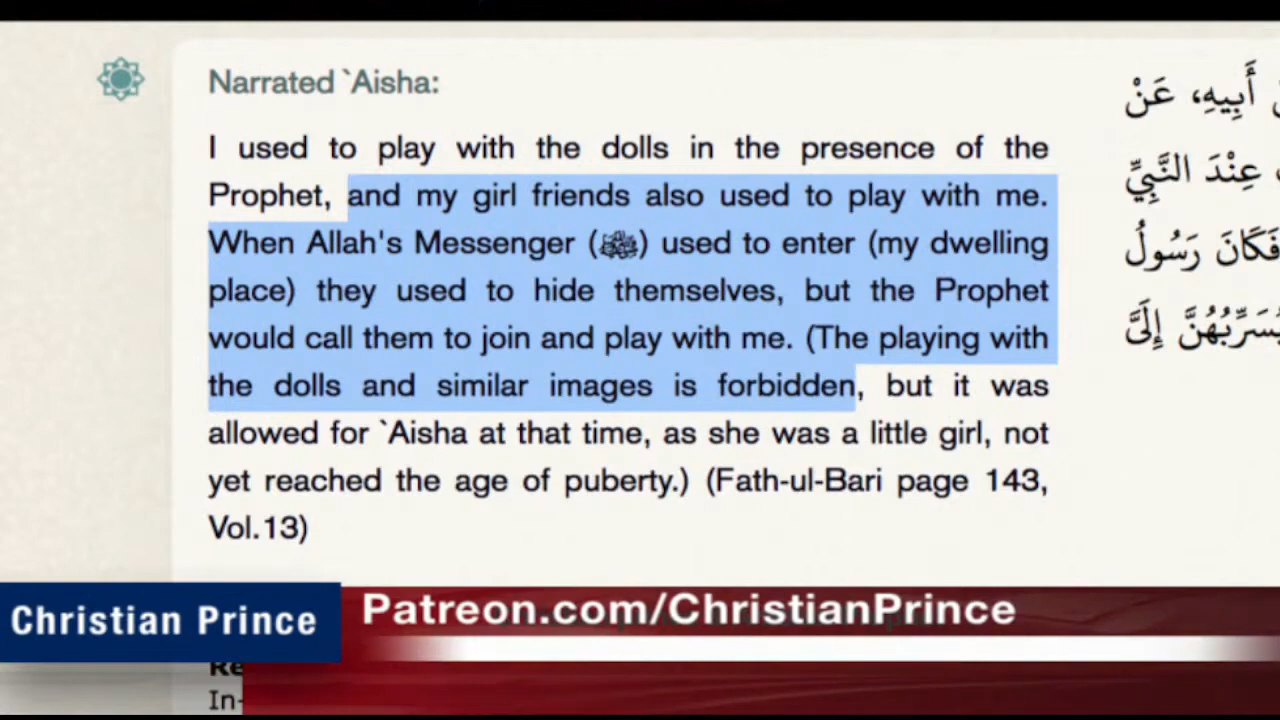 Narrated `Aisha:
I used to play with the dolls in the presence of the
Prophet, and my girl friends also used to play with me.
When Allah's Messenger (ﷺ) used to enter (my dwelling
place) they used to hide themselves, but the Prophet
would call them to join and play with me. (The playing with
the dolls and similar images is forbidden, but it was
allowed for `Aisha at that time, as she was a little girl, not
yet reached the age of puberty.) (Fath-ul-Bari page 143,
Vol.13)
أَبِيهِ، عَنْ
عِنْدَ النَّبِيِّ
فَكَانَ رَسُولُ
يُسَرِّبُهُنَّ إِلَىَّ
Christian Prince
Patreon.com/ChristianPrince
Re
In-